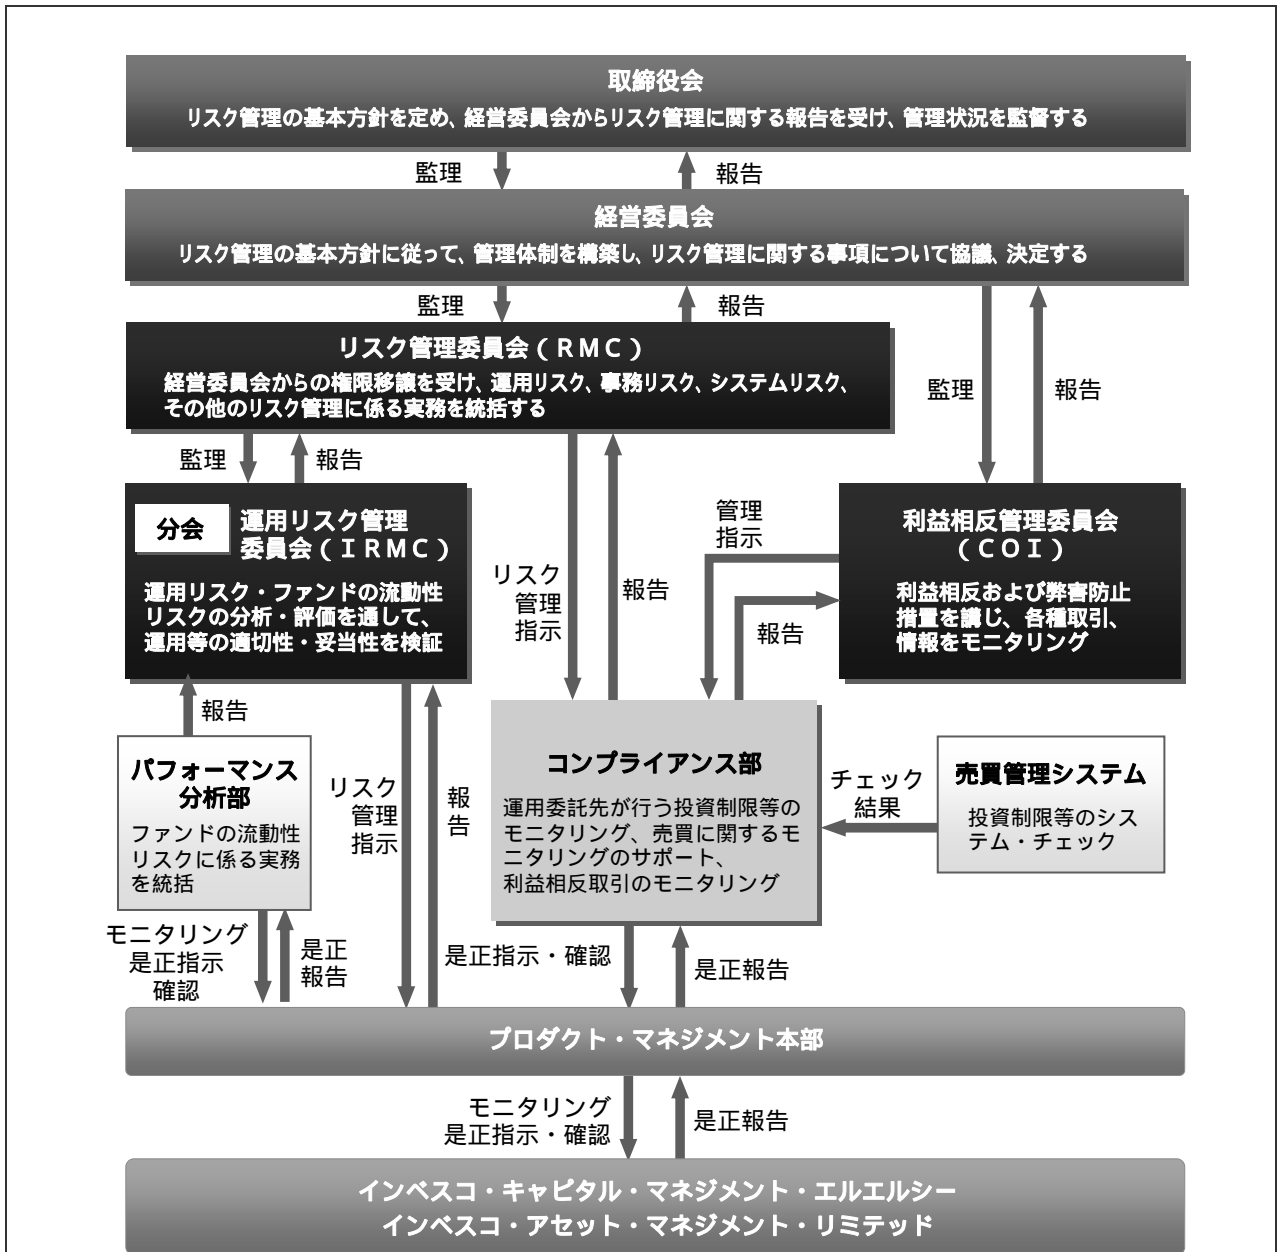 取締役会
リスク管理の基本方針を定め、経営委員会からリスク管理に関する報告を受け、管理状況を監督する
監理
報告
経営委員会
リスク管理の基本方針に従って、管理体制を構築し、リスク管理に関する事項について協議、決定する
監理
報告
リスク管理委員会（ＲＭＣ）
経営委員会からの権限移譲を受け、運用リスク、事務リスク、システムリスク、
その他のリスク管理に係る実務を統括する
監理
報告
監理
報告
分会
運用リスク管理
委員会（ＩＲＭＣ）
運用リスク・ファンドの流動性
リスクの分析・評価を通して、
運用等の適切性・妥当性を検証
リスク
管理
指示
報告
管理
指示
報告
利益相反管理委員会
（ＣＯＩ）
利益相反および弊害防止
措置を講じ、各種取引、
情報をモニタリング
報告
パフォーマンス
分析部
ファンドの流動性
リスクに係る実務
を統括
リスク
管理
指示
報
告
コンプライアンス部
運用委託先が行う投資制限等の
モニタリング、売買に関するモ
ニタリングのサポート、
利益相反取引のモニタリング
チェック
結果
売買管理システム
投資制限等のシス
テム・チェック
モニタリング
是正指示
確認
是正
報告
是正指示・確認
是正報告
プロダクト・マネジメント本部
モニタリング
是正指示・確認
是正報告
インベスコ・キャピタル・マネジメント・エルエルシー
インベスコ・アセット・マネジメント・リミテッド